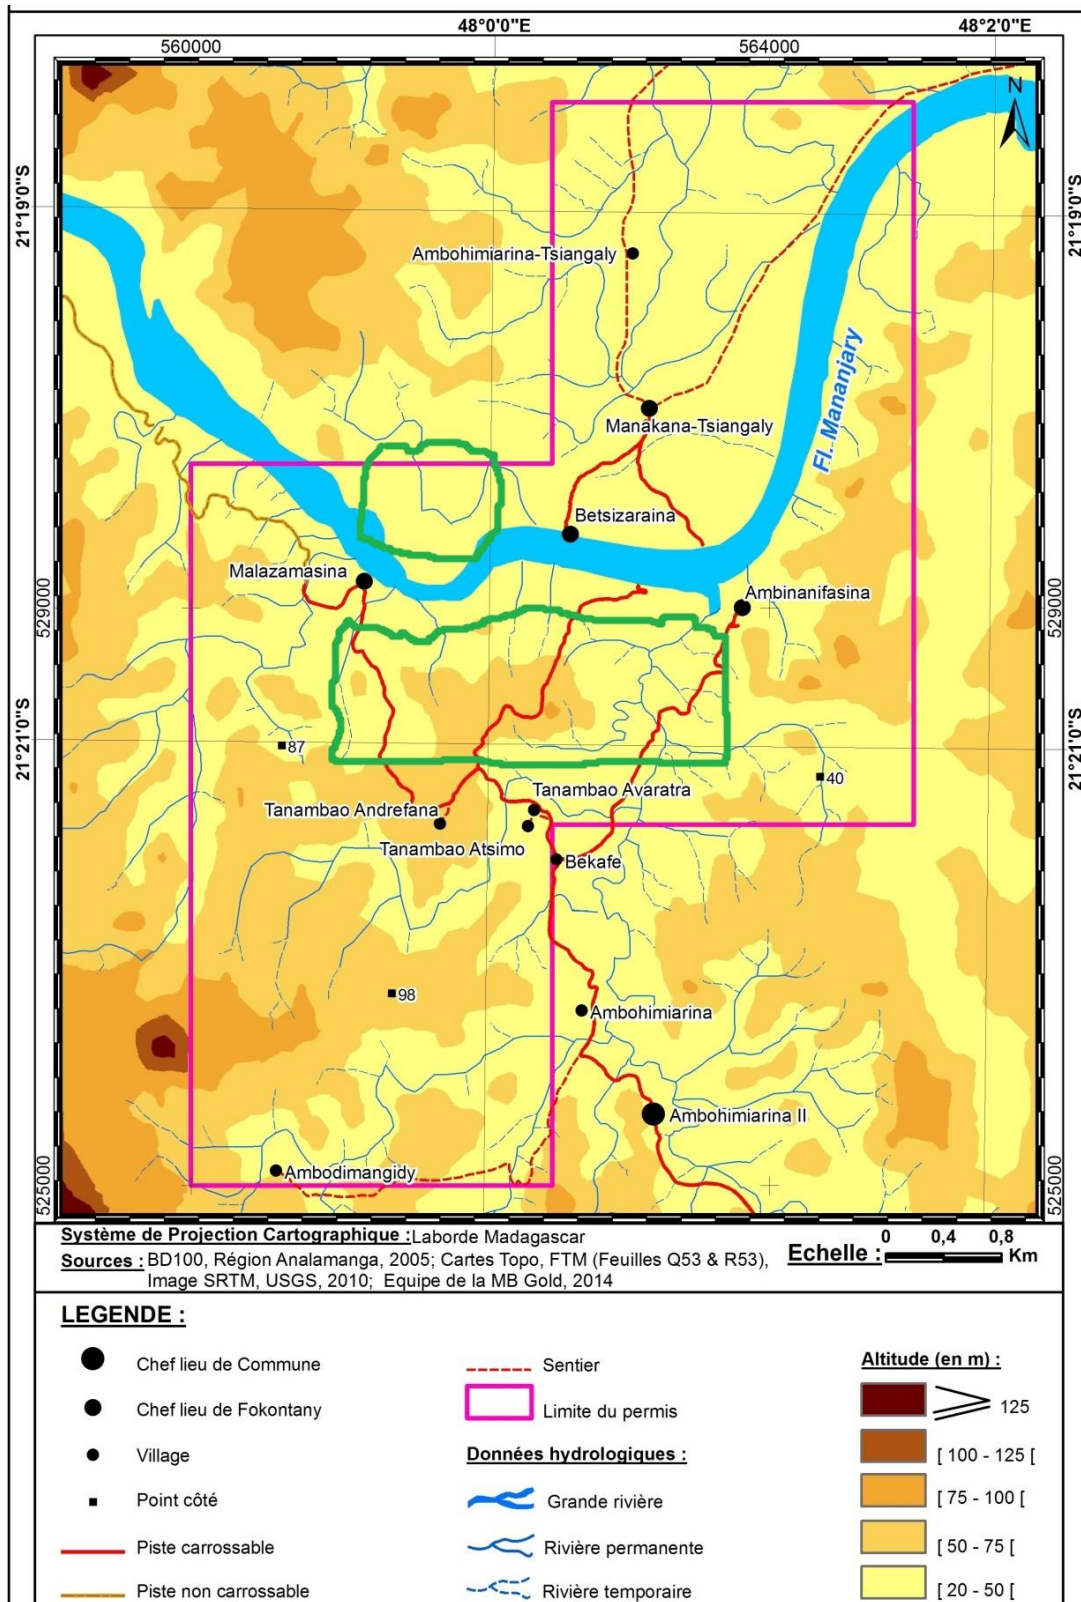 48°0'0"E 48°2'0"E
560000 564000
N
21°19'0"S 21°19'0"S
Ambohimiarina-Tsiangaly
Fl. Mananjary
Manakana-Tsiangaly
Betsizaraina
Malazamasina
Ambinanifasina
529000 529000
21°21'0"S 21°21'0"S
87
40
Tanambao Avaratra
Tanambao Andrefana
Tanambao Atsimo
Bekafe
98
Ambohimiarina
Ambohimiarina II
Ambodimangidy
525000 525000
Système de Projection Cartographique : Laborde Madagascar
Sources : BD100, Région Analamanga, 2005; Cartes Topo, FTM (Feuilles Q53 & R53),
Image SRTM, USGS, 2010; Equipe de la MB Gold, 2014
Echelle : 0 0,4 0,8
Km
LEGENDE :
Chef lieu de Commune
Chef lieu de Fokontany
Village
Point côté
Piste carrossable
Piste non carrossable
Sentier
Limite du permis
Données hydrologiques :
Grande rivière
Rivière permanente
Rivière temporaire
Altitude (en m) :
125
[ 100 - 125 [
[ 75 - 100 [
[ 50 - 75 [
[ 20 - 50 [